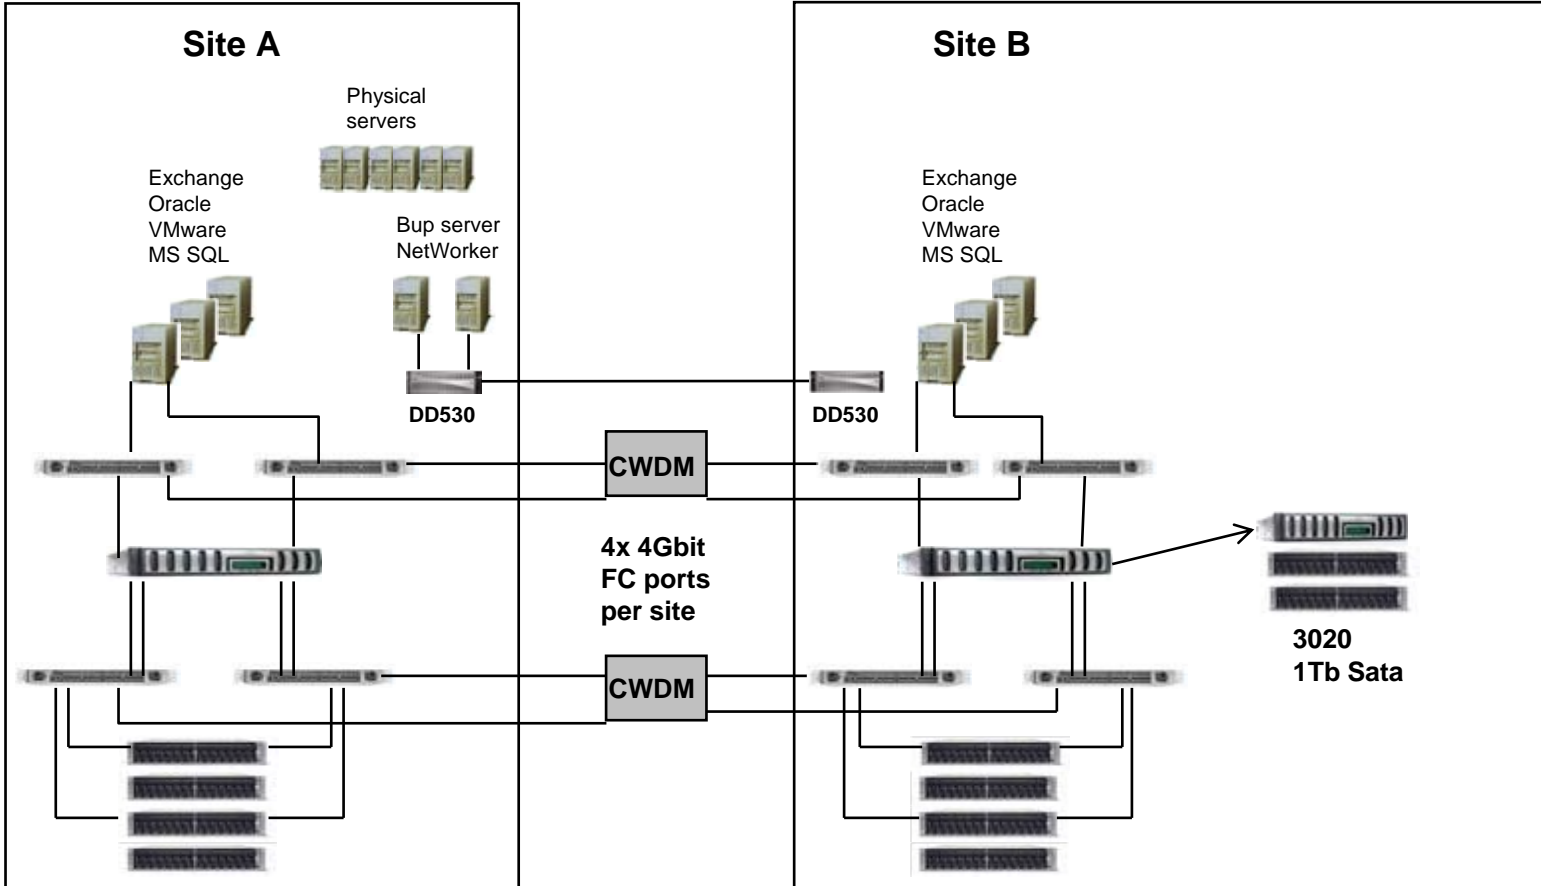 Site A
Site B
Physical
servers
Exchange
Oracle
VMware
MS SQL
Bup server
NetWorker
Exchange
Oracle
VMware
MS SQL
DD530
DD530
CWDM
4x 4Gbit
FC ports
per site
CWDM
3020
1Tb Sata